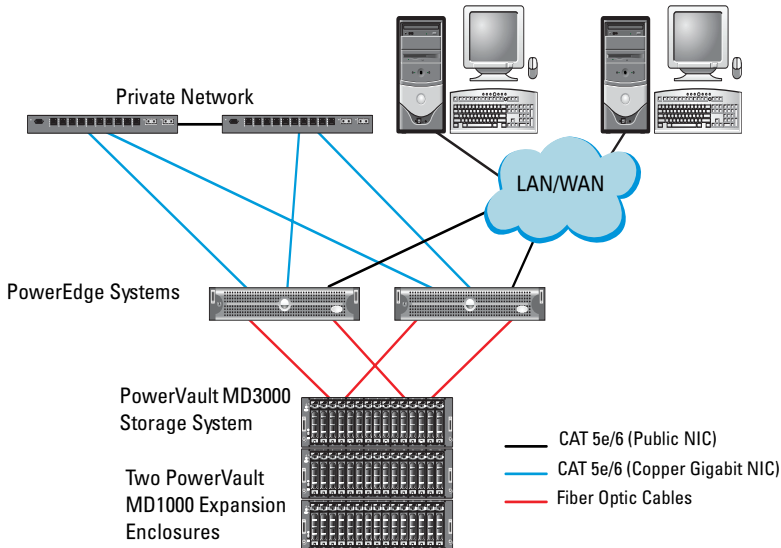 Private Network
LAN/WAN
PowerEdge Systems
PowerVault MD3000
Storage System
Two PowerVault
MD1000 Expansion
Enclosures
CAT 5e/6 (Public NIC)
CAT 5e/6 (Copper Gigabit NIC)
Fiber Optic Cables